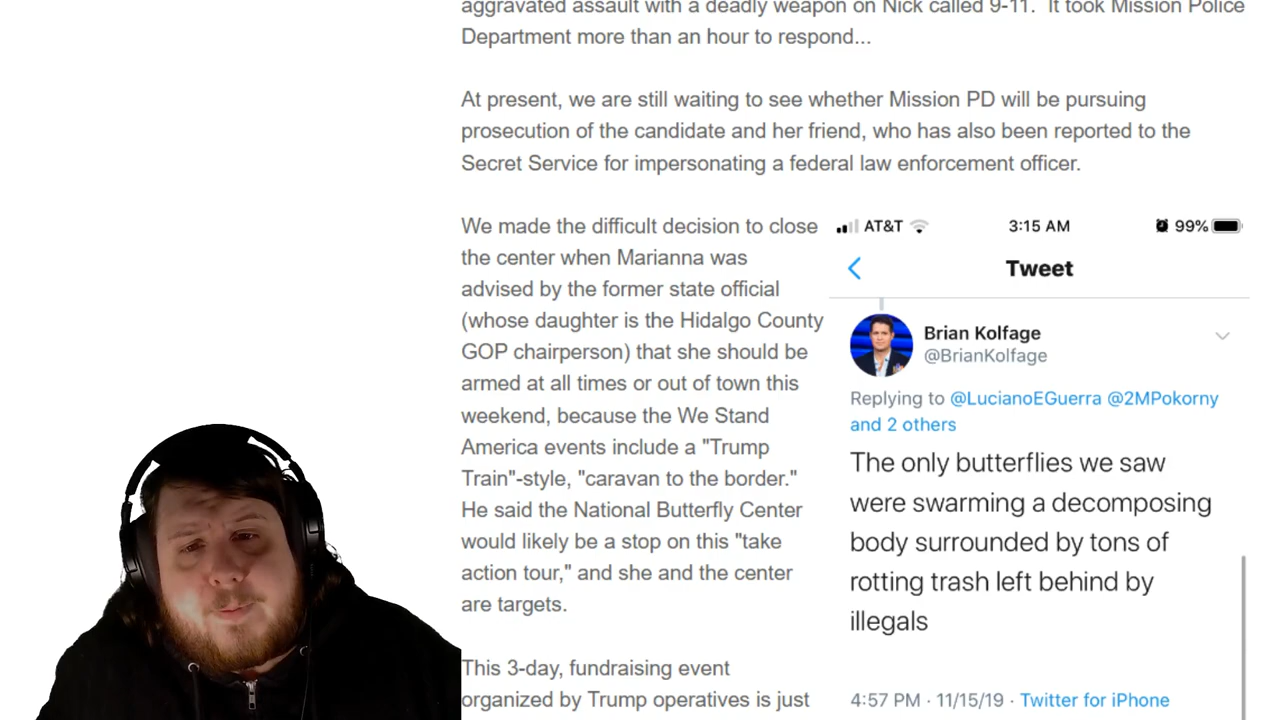 aggravated assault with a deadly weapon on Nick called 9-11.  It took Mission Police
Department more than an hour to respond...
At present, we are still waiting to see whether Mission PD will be pursuing
prosecution of the candidate and her friend, who has also been reported to the
Secret Service for impersonating a federal law enforcement officer.
We made the difficult decision to close
the center when Marianna was
advised by the former state official
(whose daughter is the Hidalgo County
GOP chairperson) that she should be
armed at all times or out of town this
weekend, because the We Stand
America events include a "Trump
Train"-style, "caravan to the border."
He said the National Butterfly Center
would likely be a stop on this "take
action tour," and she and the center
are targets.
This 3-day, fundraising event
organized by Trump operatives is just
AT&T 3:15 AM 99%
Tweet
Brian Kolfage
@BrianKolfage
Replying to @LucianoEGuerra @2MPokorny
and 2 others
The only butterflies we saw
were swarming a decomposing
body surrounded by tons of
rotting trash left behind by
illegals
4:57 PM · 11/15/19 · Twitter for iPhone